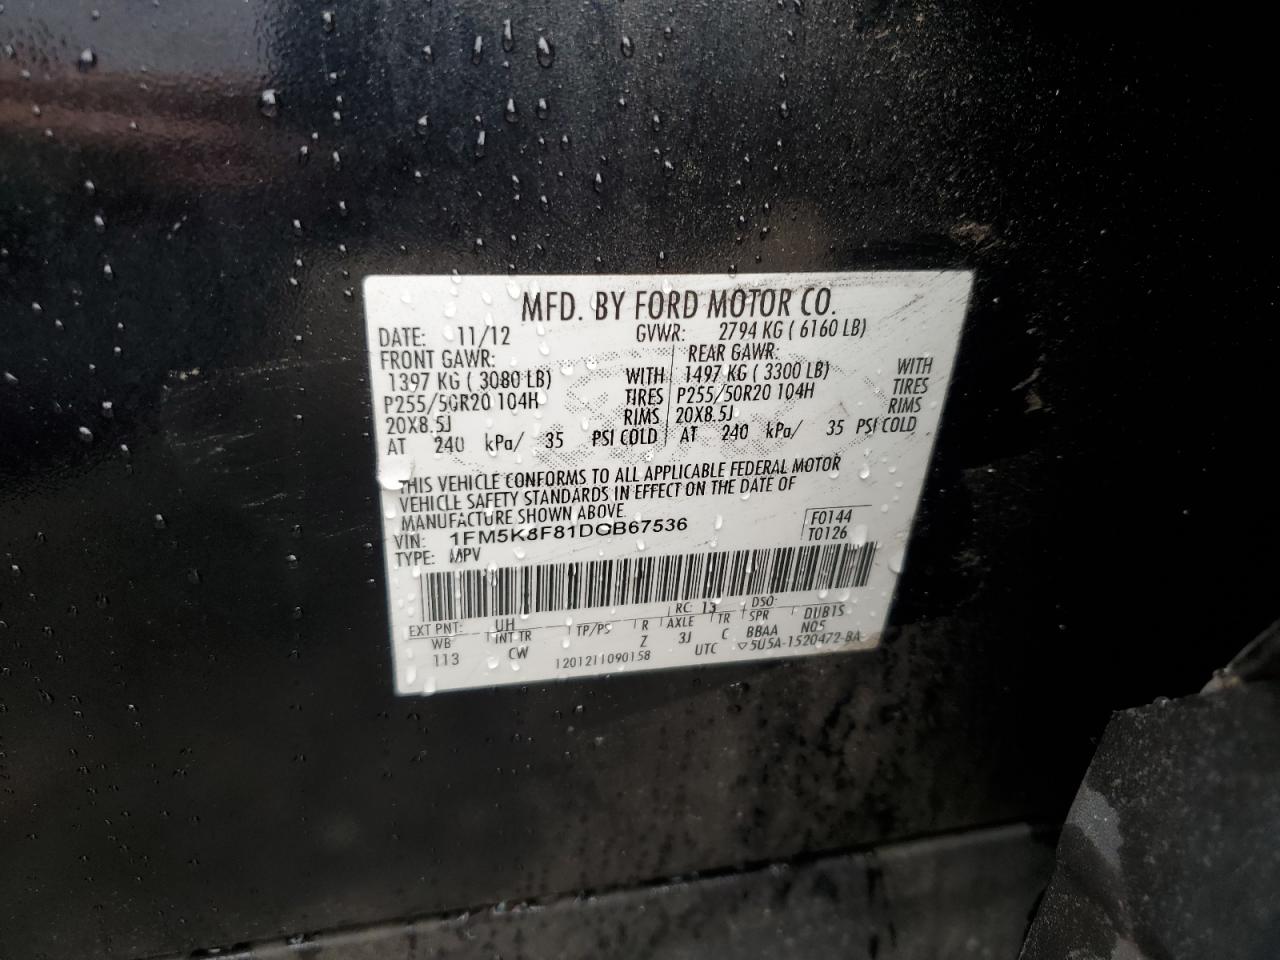 MFD. BY FORD MOTOR CO.
DATE: 11/12 GVWR: 2794 KG ( 6160 LB)
FRONT GAWR: REAR GAWR:
1397 KG ( 3080 LB) WITH 1497 KG ( 3300 LB) WITH
P255/50R20 104H TIRES P255/50R20 104H TIRES
20X8.5J RIMS 20X8.5J RIMS
AT 240 kPa/ 35 PSI COLD AT 240 kPa/ 35 PSI COLD
THIS VEHICLE CONFORMS TO ALL APPLICABLE FEDERAL MOTOR
VEHICLE SAFETY STANDARDS IN EFFECT ON THE DATE OF
MANUFACTURE SHOWN ABOVE.
VIN: 1FM5K8F81DGB67536 F0144
TYPE: MPV T0126
EXT PNT: UH RC: 13 DSO:
WB INT TR TP/PS R AXLE TR SPR DUB1S
113 CW Z 3J C BBAA N05
1201211090158 UTC ▽5U5A-1520472-BA